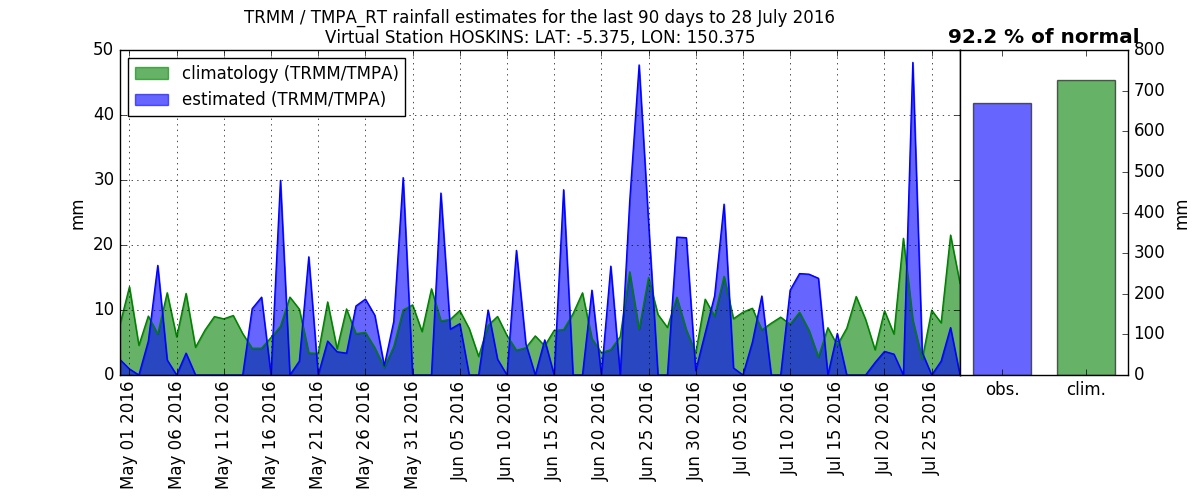 TRMM / TMPA_RT rainfall estimates for the last 90 days to 28 July 2016
Virtual Station HOSKINS: LAT: -5.375, LON: 150.375
92.2 % of normal
climatology (TRMM/TMPA)
estimated (TRMM/TMPA)
mm
50
40
30
20
10
0
800
700
600
500
400
300
200
100
0
mm
obs.
clim.
May 01 2016
May 06 2016
May 11 2016
May 16 2016
May 21 2016
May 26 2016
May 31 2016
Jun 05 2016
Jun 10 2016
Jun 15 2016
Jun 20 2016
Jun 25 2016
Jun 30 2016
Jul 05 2016
Jul 10 2016
Jul 15 2016
Jul 20 2016
Jul 25 2016